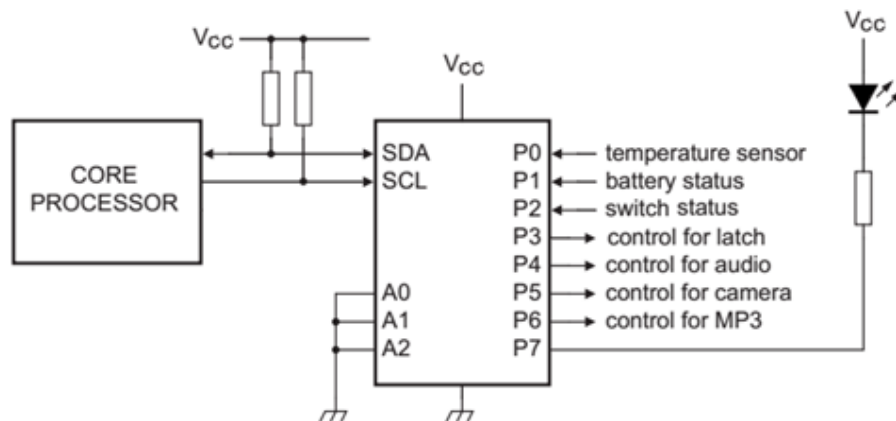 VCC
VCC
VCC
CORE
PROCESSOR
SDA
SCL
A0
A1
A2
P0 temperature sensor
P1 battery status
P2 switch status
P3 control for latch
P4 control for audio
P5 control for camera
P6 control for MP3
P7